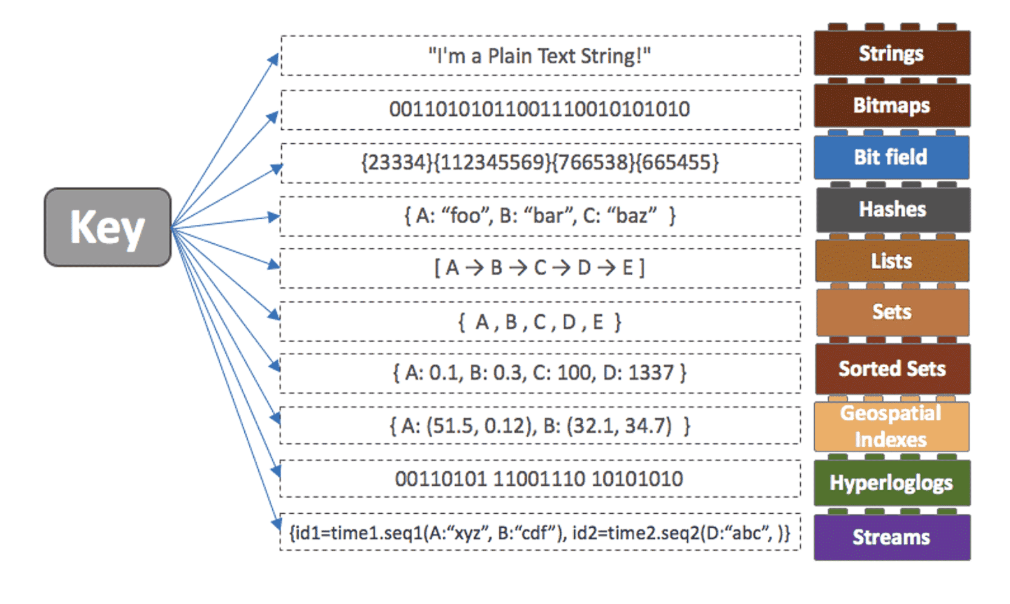 Key
"I'm a Plain Text String!"
Strings
00110101011001110010101010
Bitmaps
{23334}{112345569}{766538}{665455}
Bit field
{ A: “foo”, B: “bar”, C: “baz” }
Hashes
[ A → B → C → D → E ]
Lists
{ A , B , C , D , E }
Sets
{ A: 0.1, B: 0.3, C: 100, D: 1337 }
Sorted Sets
{ A: (51.5, 0.12), B: (32.1, 34.7) }
Geospatial
Indexes
00110101 11001110 10101010
Hyperloglogs
{id1=time1.seq1(A:“xyz”, B:“cdf”), id2=time2.seq2(D:“abc”, )}
Streams